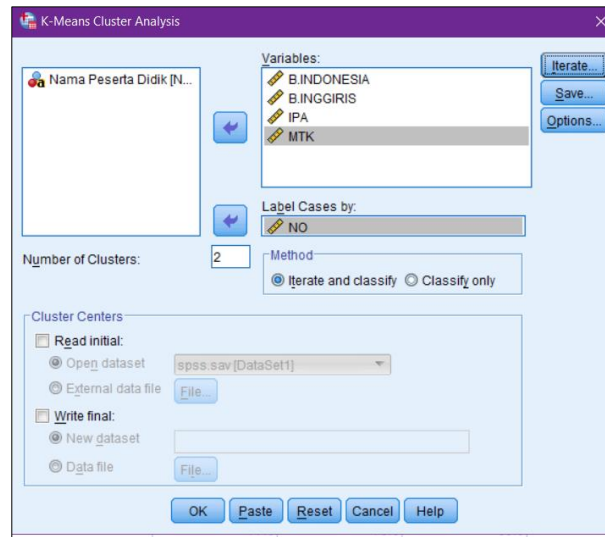 K-Means Cluster Analysis
Variables:
Nama Peserta Didik [N...
B.INDONESIA
B.INGGIRIS
IPA
MTK
Iterate...
Save...
Options...
Label Cases by:
NO
Number of Clusters: 2
Method
Iterate and classify Classify only
Cluster Centers
Read initial:
Open dataset spss.sav [DataSet1]
External data file File...
Write final:
New dataset
Data file File...
OK Paste Reset Cancel Help